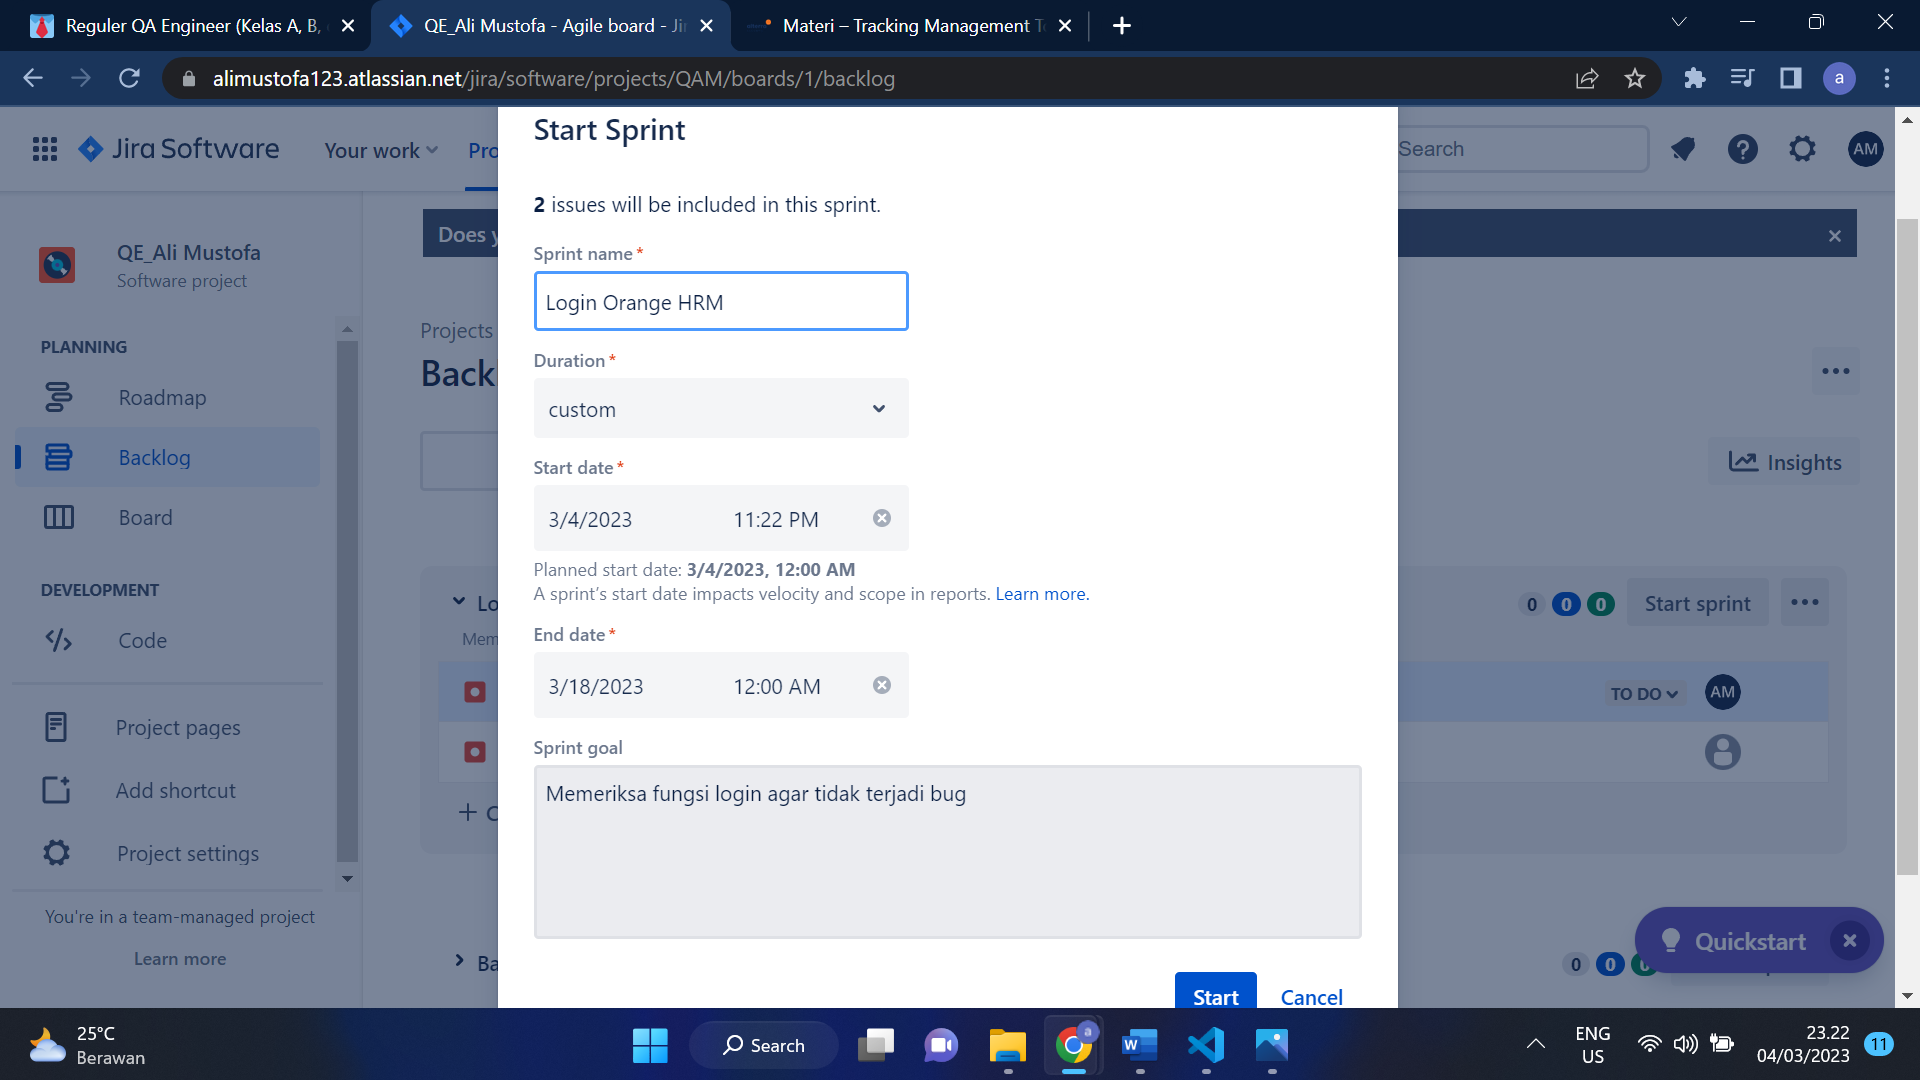 Reguler QA Engineer (Kelas A, B,
QE_Ali Mustofa - Agile board - Jir
Materi – Tracking Management To
alimustofa123.atlassian.net/jira/software/projects/QAM/boards/1/backlog
a
Jira Software
Your work
Pro
Search
AM
Start Sprint
2 issues will be included in this sprint.
Does y
QE_Ali Mustofa
Software project
Sprint name*
Login Orange HRM
Projects
Back
PLANNING
Roadmap
Backlog
Board
Duration*
custom
Insights
Start date*
3/4/2023 11:22 PM
Planned start date: 3/4/2023, 12:00 AM
A sprint's start date impacts velocity and scope in reports. Learn more.
DEVELOPMENT
Code
Lo
Mem
0 0 0 Start sprint
End date*
3/18/2023 12:00 AM
TO DO AM
Project pages
Add shortcut
Project settings
Sprint goal
Memeriksa fungsi login agar tidak terjadi bug
+ C
You're in a team-managed project
Learn more
Ba
0 0
Quickstart
Start Cancel
25°C
Berawan
Search
a
ENG
US
23.22
04/03/2023
11